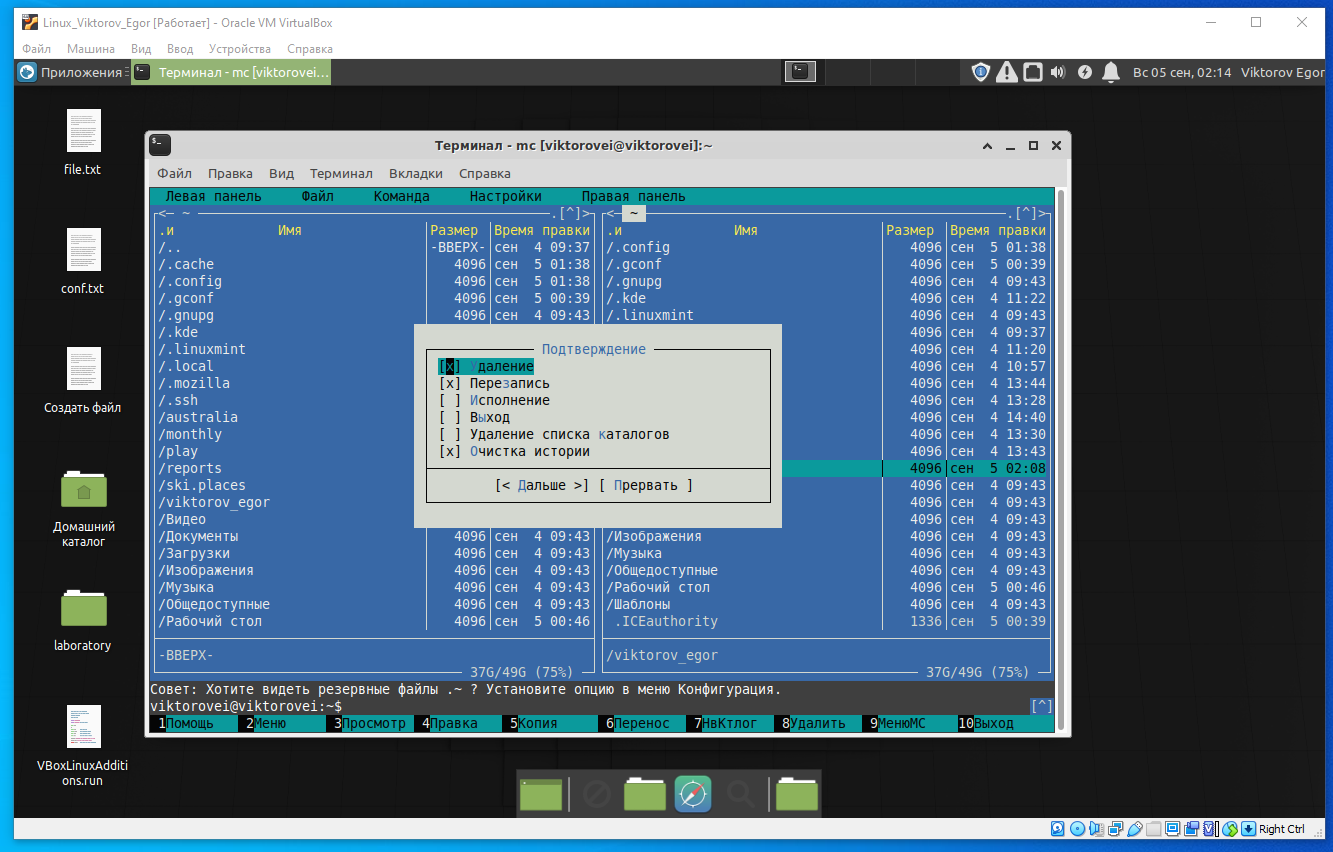 Linux_Viktorov_Egor [Работает] - Oracle VM VirtualBox
Файл Машина Вид Ввод Устройства Справка
Приложения Терминал - mc [viktorovei... Вс 05 сен, 02:14 Viktorov Egor
file.txt
conf.txt
Создать файл
Домашний
каталог
laboratory
VBoxLinuxAdditi
ons.run
Терминал - mc [viktorovei@viktorovei]:~
Файл Правка Вид Терминал Вкладки Справка
Левая панель Файл Команда Настройки Правая панель
<─ ~ .[^]>
.и Имя Размер Время правки
/.. -ВВЕРХ- сен 4 09:37
/.cache 4096 сен 5 01:38
/.config 4096 сен 5 01:38
/.gconf 4096 сен 5 00:39
/.gnupg 4096 сен 4 09:43
/.kde
/.linuxmint
/.local
/.mozilla
/.ssh
/australia
/monthly
/play
/reports
/ski.places
/viktorov_egor
/Видео
/Документы 4096 сен 4 09:43
/Загрузки 4096 сен 4 09:43
/Изображения 4096 сен 4 09:43
/Музыка 4096 сен 4 09:43
/Общедоступные 4096 сен 4 09:43
/Рабочий стол 4096 сен 5 00:46
-ВВЕРХ-
37G/49G (75%)
<─ ~ .[^]>
.и Имя Размер Время правки
/.config 4096 сен 5 01:38
/.gconf 4096 сен 5 00:39
/.gnupg 4096 сен 4 09:43
/.kde 4096 сен 4 11:22
/.linuxmint 4096 сен 4 09:43
4096 сен 4 09:37
4096 сен 4 11:20
4096 сен 4 10:57
4096 сен 4 13:44
4096 сен 4 13:28
4096 сен 4 14:40
4096 сен 4 13:30
4096 сен 4 13:43
4096 сен 5 02:08
4096 сен 4 09:43
4096 сен 4 09:43
4096 сен 4 09:43
/Изображения 4096 сен 4 09:43
/Музыка 4096 сен 4 09:43
/Общедоступные 4096 сен 4 09:43
/Рабочий стол 4096 сен 5 00:46
/Шаблоны 4096 сен 4 09:43
.ICEauthority 1336 сен 5 00:39
/viktorov_egor
37G/49G (75%)
Подтверждение
[x] Удаление
[x] Перезапись
[ ] Исполнение
[ ] Выход
[ ] Удаление списка каталогов
[x] Очистка истории
[< Дальше >] [ Прервать ]
Совет: Хотите видеть резервные файлы .~ ? Установите опцию в меню Конфигурация.
viktorovei@viktorovei:~$ [^]
1Помощь 2Меню 3Просмотр 4Правка 5Копия 6Перенос 7НвКтлог 8Удалить 9МенюМС 10Выход
Right Ctrl